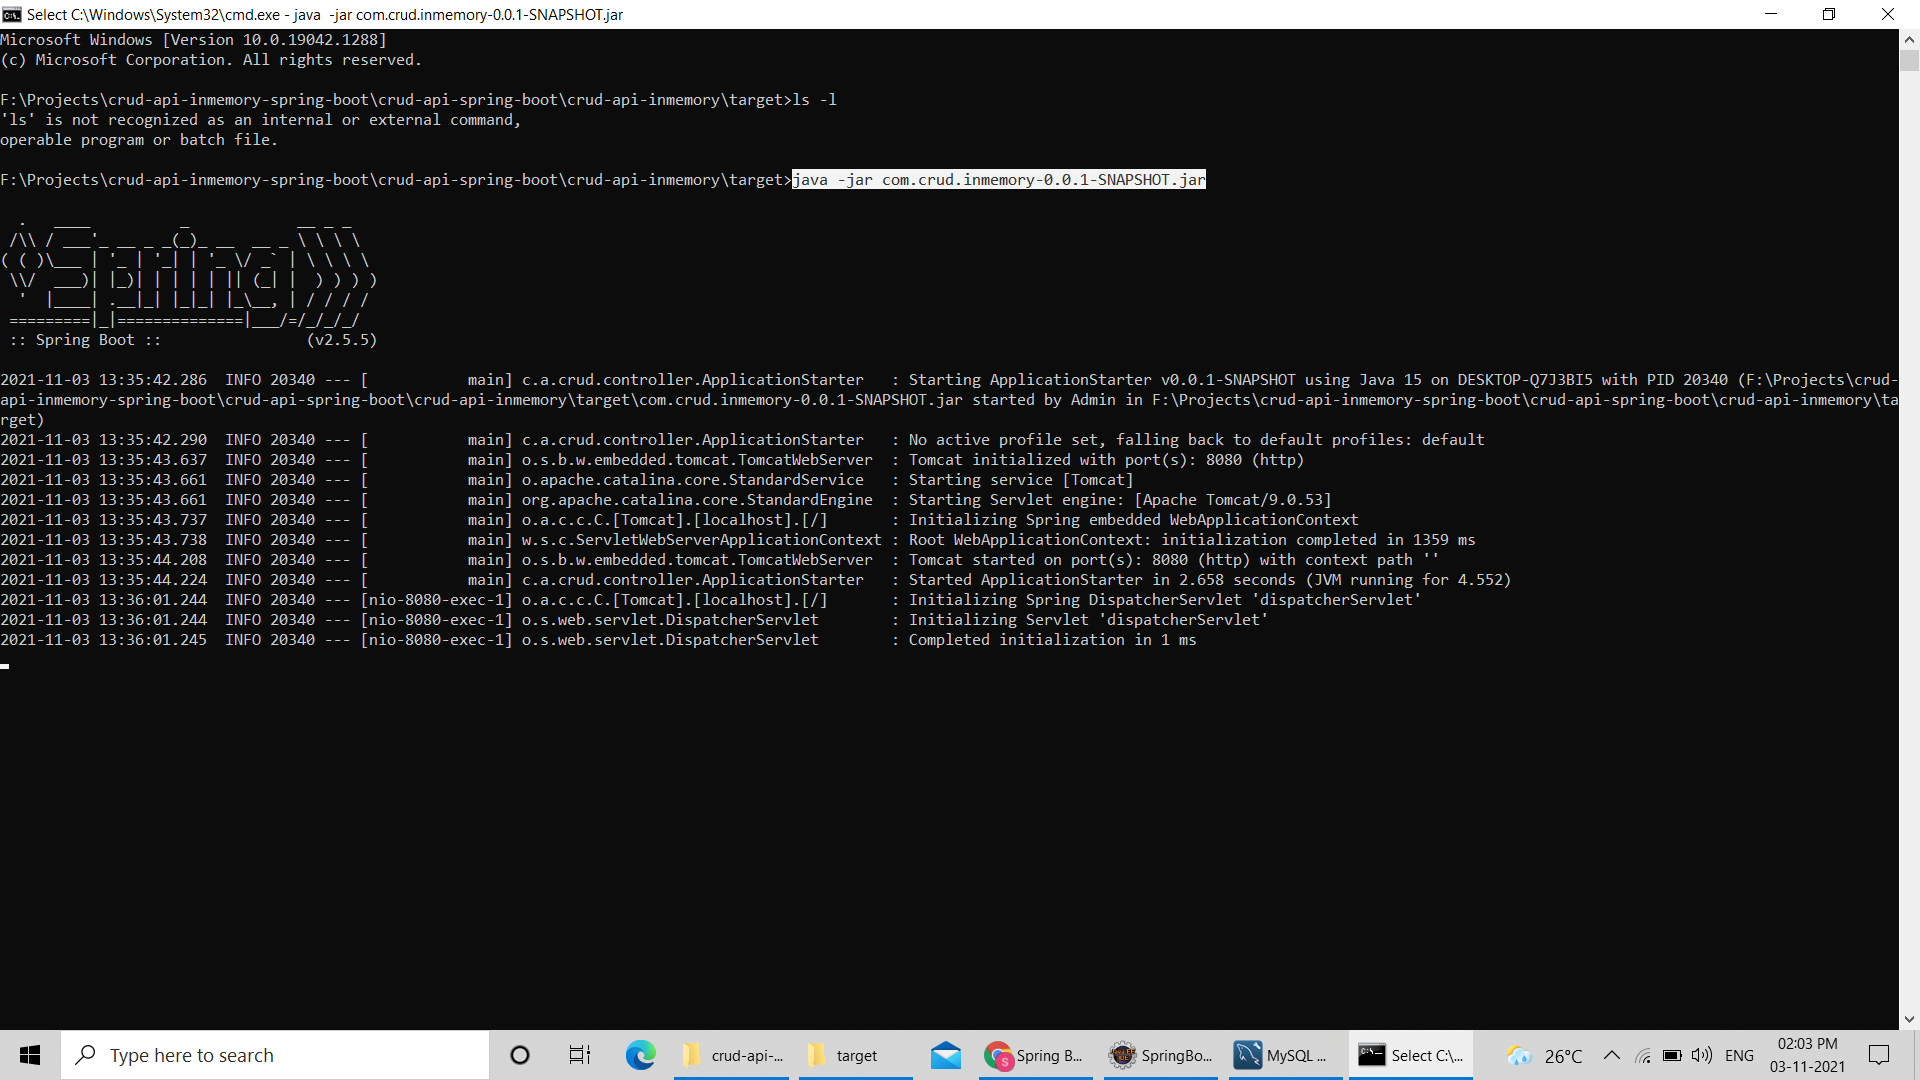 Select C:\Windows\System32\cmd.exe - java  -jar com.crud.inmemory-0.0.1-SNAPSHOT.jar
Microsoft Windows [Version 10.0.19042.1288]
(c) Microsoft Corporation. All rights reserved.
F:\Projects\crud-api-inmemory-spring-boot\crud-api-spring-boot\crud-api-inmemory\target>ls -l
'ls' is not recognized as an internal or external command,
operable program or batch file.
F:\Projects\crud-api-inmemory-spring-boot\crud-api-spring-boot\crud-api-inmemory\target>java -jar com.crud.inmemory-0.0.1-SNAPSHOT.jar
  .   ____          _            __ _ _
 /\\ / ___'_ __ _ _(_)_ __  __ _ \ \ \ \
( ( )\___ | '_ | '_| | '_ \/ _` | \ \ \ \
 \\/  ___)| |_)| | | | | || (_| |  ) ) ) )
  '  |____| .__|_| |_|_| |_\__, | / / / /
 =========|_|==============|___/=/_/_/_/
 :: Spring Boot ::                (v2.5.5)
2021-11-03 13:35:42.286  INFO 20340 --- [           main] c.a.crud.controller.ApplicationStarter   : Starting ApplicationStarter v0.0.1-SNAPSHOT using Java 15 on DESKTOP-Q7J3BI5 with PID 20340 (F:\Projects\crud-
api-inmemory-spring-boot\crud-api-spring-boot\crud-api-inmemory\target\com.crud.inmemory-0.0.1-SNAPSHOT.jar started by Admin in F:\Projects\crud-api-inmemory-spring-boot\crud-api-spring-boot\crud-api-inmemory\ta
rget)
2021-11-03 13:35:42.290  INFO 20340 --- [           main] c.a.crud.controller.ApplicationStarter   : No active profile set, falling back to default profiles: default
2021-11-03 13:35:43.637  INFO 20340 --- [           main] o.s.b.w.embedded.tomcat.TomcatWebServer  : Tomcat initialized with port(s): 8080 (http)
2021-11-03 13:35:43.661  INFO 20340 --- [           main] o.apache.catalina.core.StandardService   : Starting service [Tomcat]
2021-11-03 13:35:43.661  INFO 20340 --- [           main] org.apache.catalina.core.StandardEngine  : Starting Servlet engine: [Apache Tomcat/9.0.53]
2021-11-03 13:35:43.737  INFO 20340 --- [           main] o.a.c.c.C.[Tomcat].[localhost].[/]       : Initializing Spring embedded WebApplicationContext
2021-11-03 13:35:43.738  INFO 20340 --- [           main] w.s.c.ServletWebServerApplicationContext : Root WebApplicationContext: initialization completed in 1359 ms
2021-11-03 13:35:44.208  INFO 20340 --- [           main] o.s.b.w.embedded.tomcat.TomcatWebServer  : Tomcat started on port(s): 8080 (http) with context path ''
2021-11-03 13:35:44.224  INFO 20340 --- [           main] c.a.crud.controller.ApplicationStarter   : Started ApplicationStarter in 2.658 seconds (JVM running for 4.552)
2021-11-03 13:36:01.244  INFO 20340 --- [nio-8080-exec-1] o.a.c.c.C.[Tomcat].[localhost].[/]       : Initializing Spring DispatcherServlet 'dispatcherServlet'
2021-11-03 13:36:01.244  INFO 20340 --- [nio-8080-exec-1] o.s.web.servlet.DispatcherServlet        : Initializing Servlet 'dispatcherServlet'
2021-11-03 13:36:01.245  INFO 20340 --- [nio-8080-exec-1] o.s.web.servlet.DispatcherServlet        : Completed initialization in 1 ms
Type here to search crud-api-... target Spring B... SpringBo... MySQL ... Select C:\... 26°C ENG 02:03 PM
03-11-2021